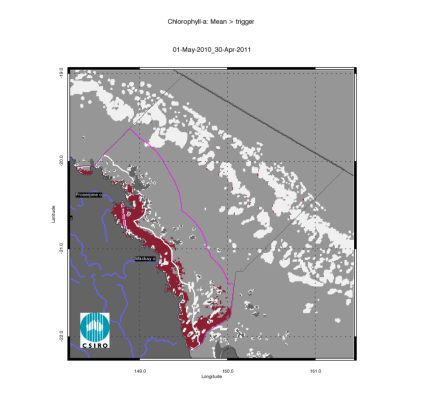 Chlorophyll-a: Mean > trigger
01-May-2010_30-Apr-2011
-19.0
-20.0
Latitude
-21.0
Mackay
-22.0
CSIRO
149.0
150.0
151.0
Longitude